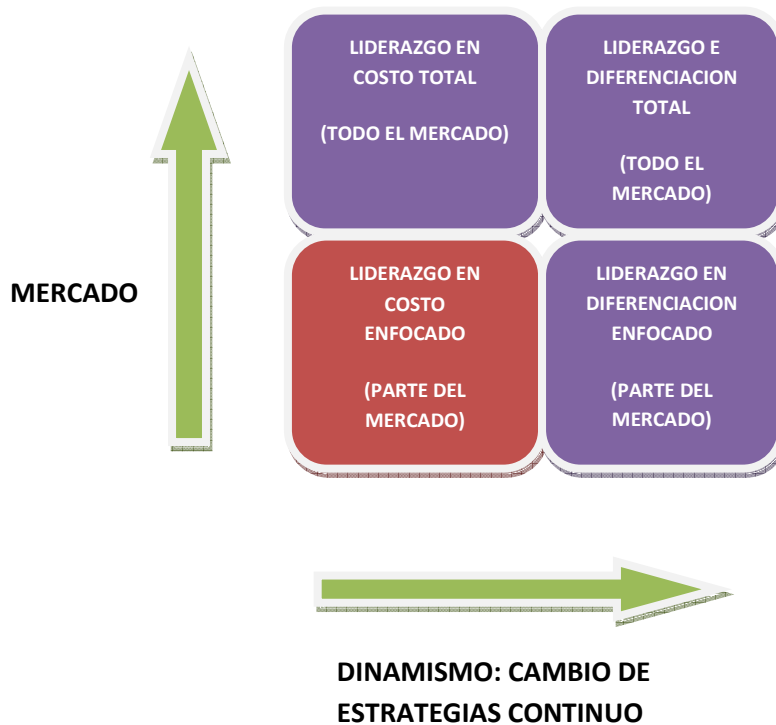 LIDERAZGO EN
COSTO TOTAL
(TODO EL MERCADO)
LIDERAZGO E
DIFERENCIACION
TOTAL
(TODO EL
MERCADO)
MERCADO
LIDERAZGO EN
COSTO
ENFOCADO
(PARTE DEL
MERCADO)
LIDERAZGO EN
DIFERENCIACION
ENFOCADO
(PARTE DEL
MERCADO)
DINAMISMO: CAMBIO DE
ESTRATEGIAS CONTINUO